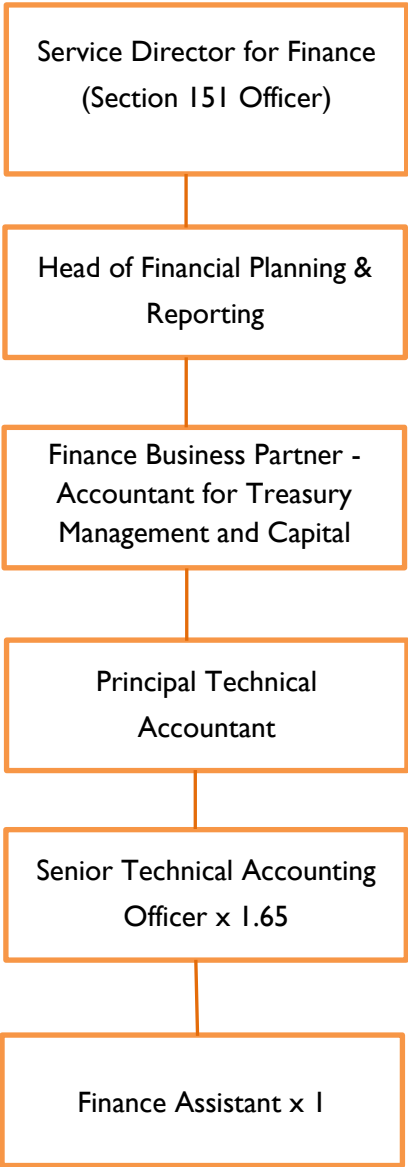 Service Director for Finance
(Section 151 Officer)
Head of Financial Planning &
Reporting
Finance Business Partner -
Accountant for Treasury
Management and Capital
Principal Technical
Accountant
Senior Technical Accounting
Officer x 1.65
Finance Assistant x 1